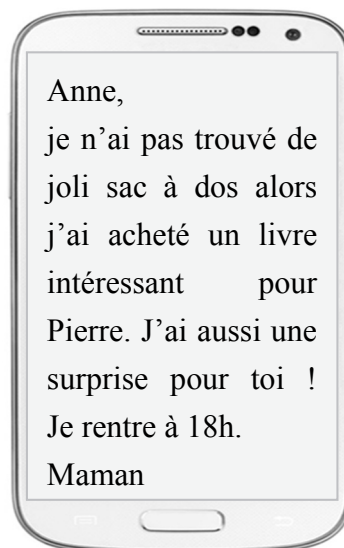 Anne,
je n’ai pas trouvé de
joli sac à dos alors
j’ai acheté un livre
intéressant pour
Pierre. J’ai aussi une
surprise pour toi !
Je rentre à 18h.
Maman